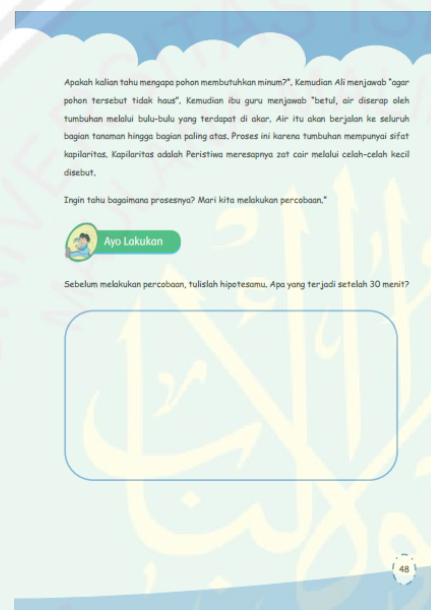 Apakah kalian tahu mengapa pohon membutuhkan minum?". Kemudian Ali menjawab "agar
pohon tersebut tidak haus". Kemudian ibu guru menjawab "betul, air diserap oleh
tumbuhan melalui bulu-bulu yang terdapat di akar. Air itu akan berjalan ke seluruh
bagian tanaman hingga bagian paling atas. Proses ini karena tumbuhan mempunyai sifat
kapilaritas. Kapilaritas adalah Peristiwa meresapnya zat cair melalui celah-celah kecil
disebut.
Ingin tahu bagaimana prosesnya? Mari kita melakukan percobaan."
Ayo Lakukan
Sebelum melakukan percobaan, tulislah hipotesamu. Apa yang terjadi setelah 30 menit?
48